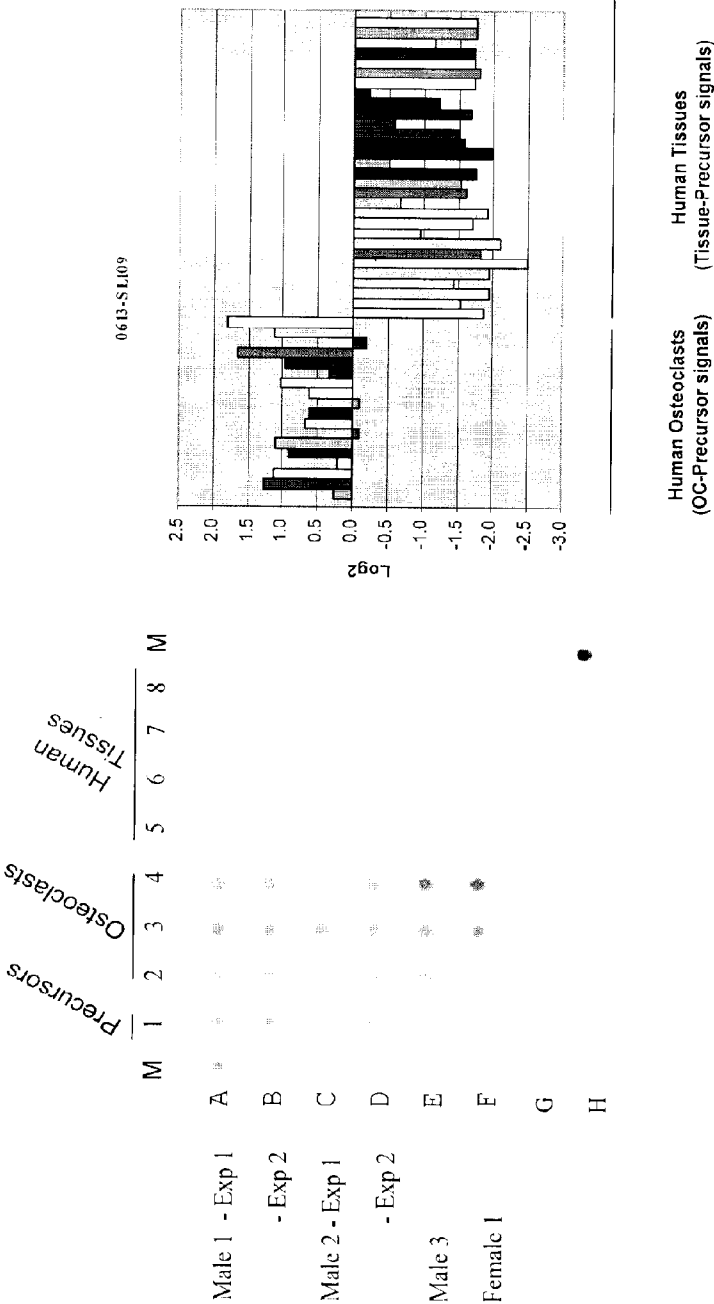 Precursors
Osteoclasts
Human
Tissues
M 1 2 3 4 5 6 7 8 M
Male 1 - Exp 1 A
- Exp 2 B
Male 2 - Exp 1 C
- Exp 2 D
Male 3 E
Female 1 F
G
H
0613-SL109
Log2
2.5
2.0
1.5
1.0
0.5
0.0
-0.5
-1.0
-1.5
-2.0
-2.5
-3.0
Human Osteoclasts
(OC-Precursor signals)
Human Tissues
(Tissue-Precursor signals)